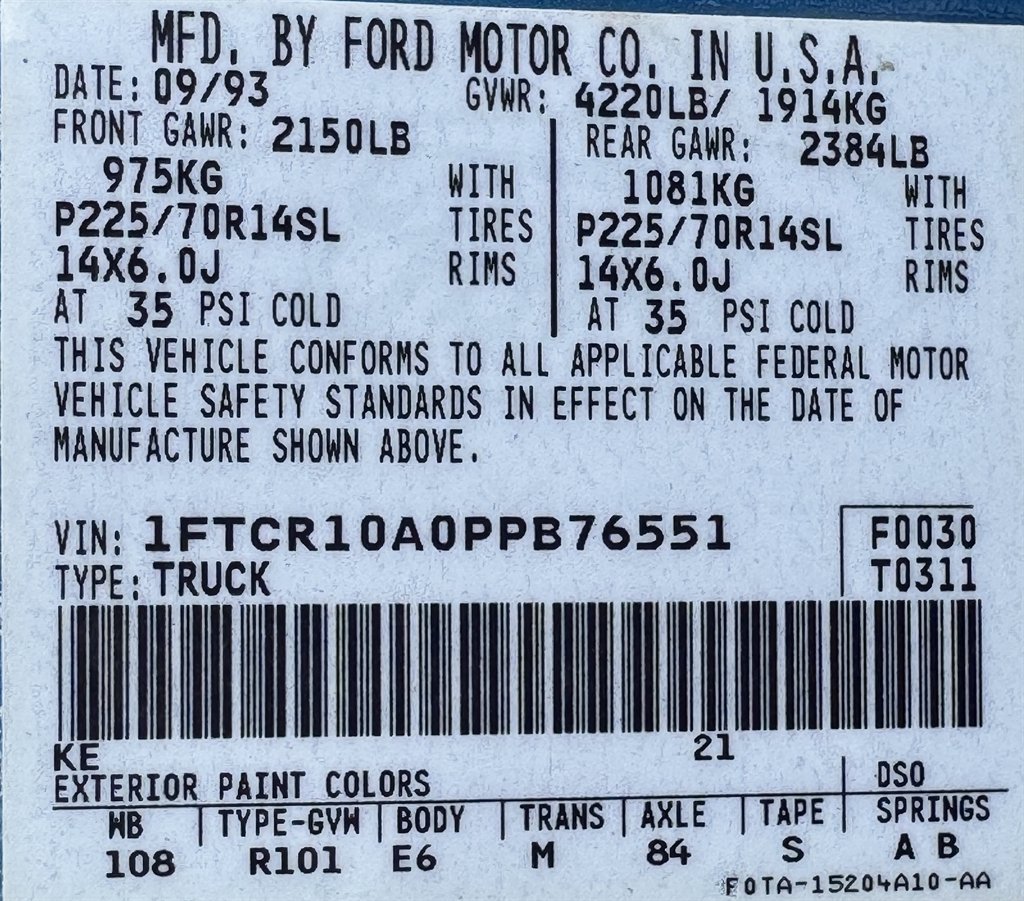 MFD. BY FORD MOTOR CO. IN U.S.A.
DATE: 09/93 GVWR: 4220LB/ 1914KG
FRONT GAWR: 2150LB REAR GAWR: 2384LB
975KG WITH 1081KG WITH
P225/70R14SL TIRES P225/70R14SL TIRES
14X6.0J RIMS 14X6.0J RIMS
AT 35 PSI COLD AT 35 PSI COLD
THIS VEHICLE CONFORMS TO ALL APPLICABLE FEDERAL MOTOR
VEHICLE SAFETY STANDARDS IN EFFECT ON THE DATE OF
MANUFACTURE SHOWN ABOVE.
VIN: 1FTCR10A0PPB76551 F0030
TYPE: TRUCK T0311
KE 21
EXTERIOR PAINT COLORS DSO
WB TYPE-GVW BODY TRANS AXLE TAPE SPRINGS
108 R101 E6 M 84 S A B
F0TA-15204A10-AA